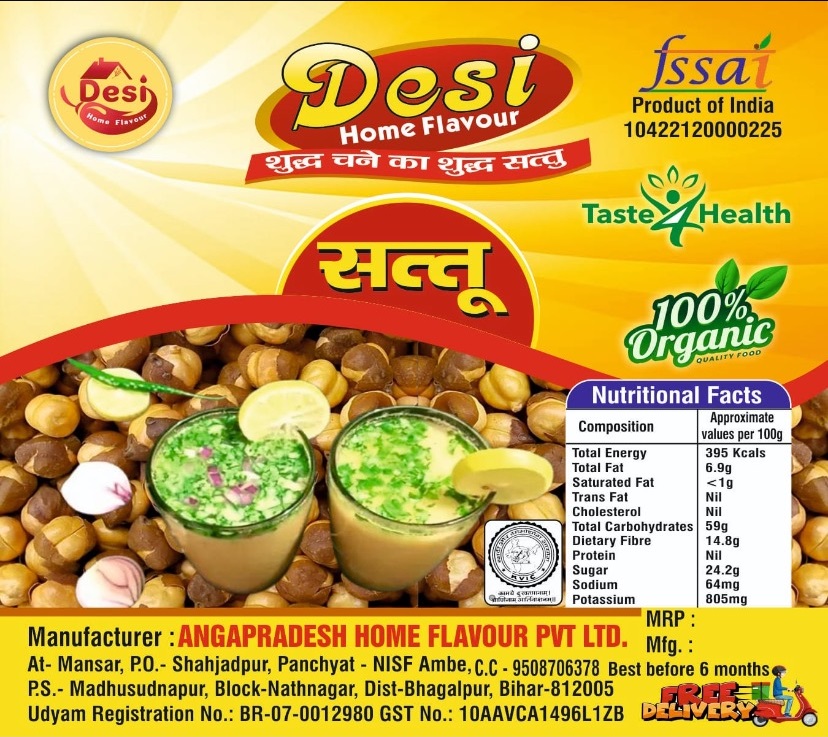 Desi
Home Flavour
Desi
Home Flavour
शुद्ध चने का शुद्ध सत्तु
fssai
Product of India
10422120000225
Taste 4 Health
सत्तू
100%
Organic
QUALITY FOOD
Nutritional Facts
Composition Approximate values per 100g
Total Energy 395 Kcals
Total Fat 6.9g
Saturated Fat <1g
Trans Fat Nil
Cholesterol Nil
Total Carbohydrates 59g
Dietary Fibre 14.8g
Protein Nil
Sugar 24.2g
Sodium 64mg
Potassium 805mg
KVIC
MRP :
Manufacturer : ANGAPRADESH HOME FLAVOUR PVT LTD.
Mfg. :
At- Mansar, P.O.- Shahjadpur, Panchyat - NISF Ambe, C.C - 9508706378 Best before 6 months
P.S.- Madhusudnapur, Block-Nathnagar, Dist-Bhagalpur, Bihar-812005
Udyam Registration No.: BR-07-0012980 GST No.: 10AAVCA1496L1ZB
FREE
DELIVERY